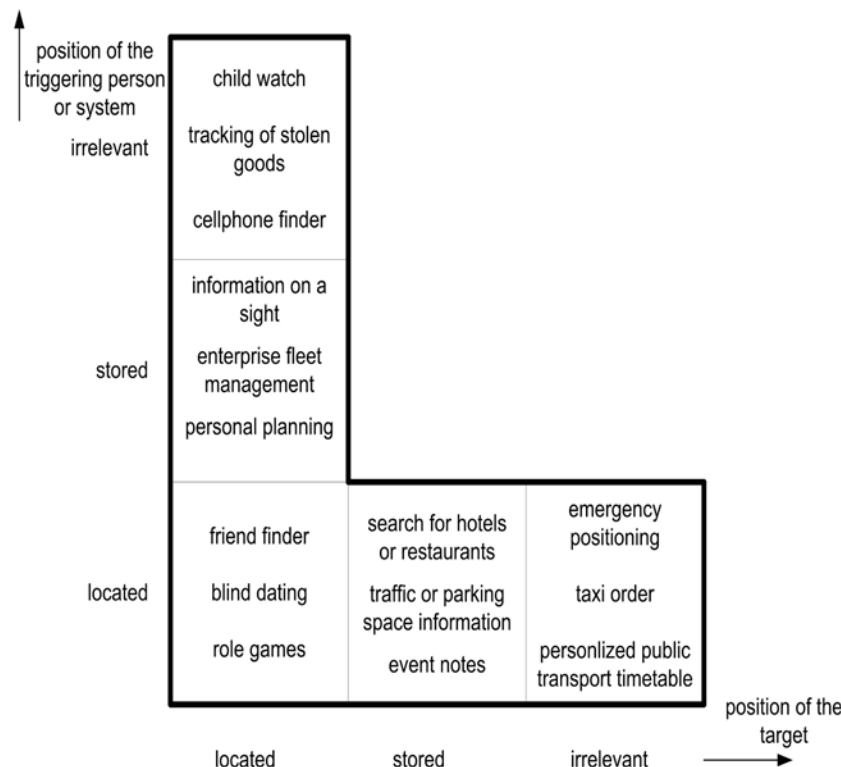 position of the
triggering person
or system
irrelevant
child watch
tracking of stolen
goods
cellphone finder
stored
information on a
sight
enterprise fleet
management
personal planning
located
friend finder
blind dating
role games
search for hotels
or restaurants
traffic or parking
space information
event notes
emergency
positioning
taxi order
personlized public
transport timetable
located
stored
irrelevant
position of the
target